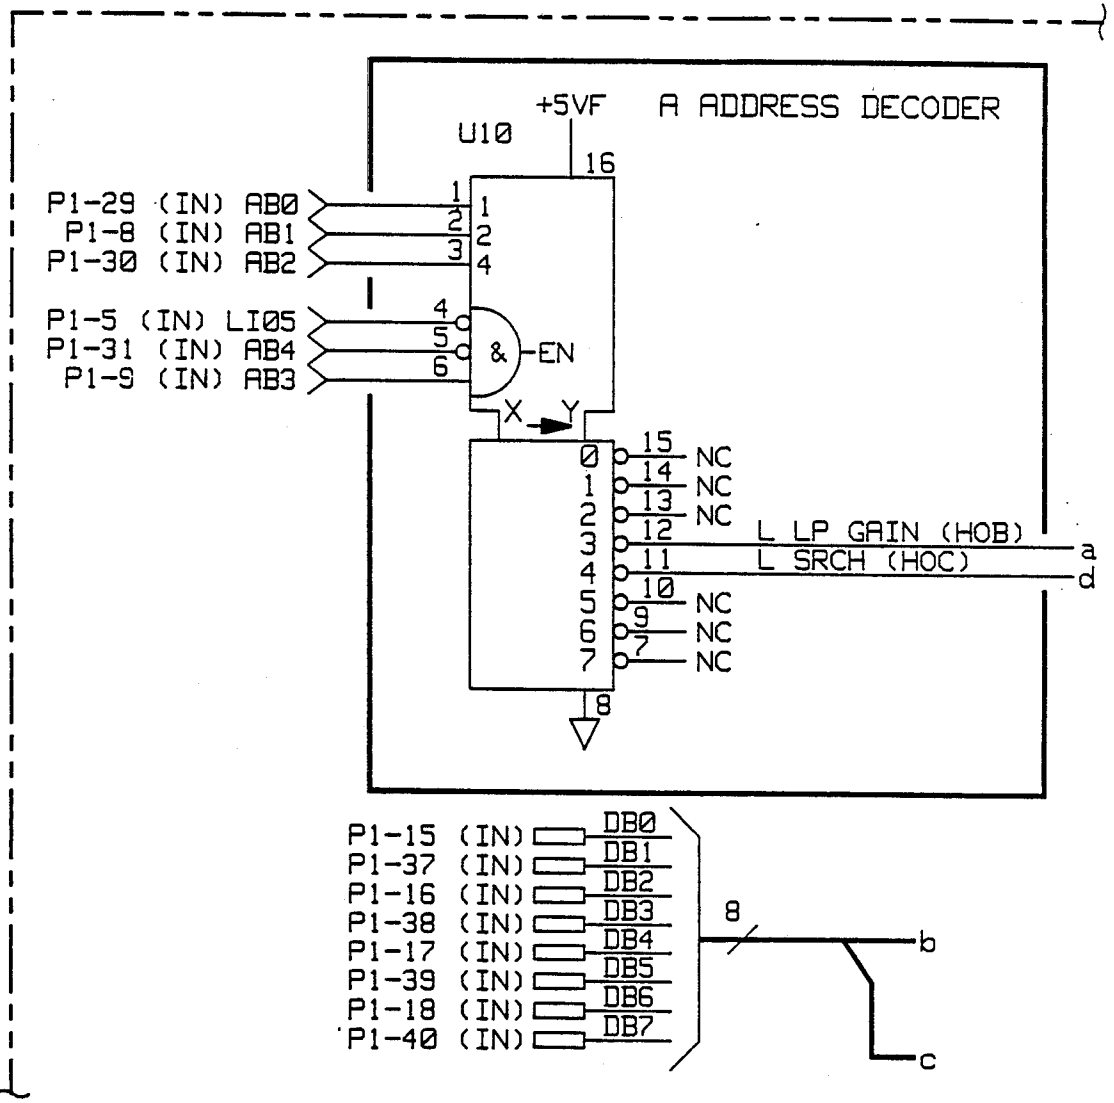 +5VF A ADDRESS DECODER
U10
16
P1-29 (IN) AB0 1 1
P1-8 (IN) AB1 2 2
P1-30 (IN) AB2 3 4
P1-5 (IN) LI05 4
P1-31 (IN) AB4 5 & EN
P1-9 (IN) AB3 6
X Y
0 15 NC
1 14 NC
2 13 NC
3 12 L LP GAIN (HOB) a
4 11 L SRCH (HOC) d
5 10 NC
6 9 NC
7 7 NC
8
P1-15 (IN) DB0
P1-37 (IN) DB1
P1-16 (IN) DB2
P1-38 (IN) DB3
P1-17 (IN) DB4
P1-39 (IN) DB5
P1-18 (IN) DB6
P1-40 (IN) DB7
8
b
c